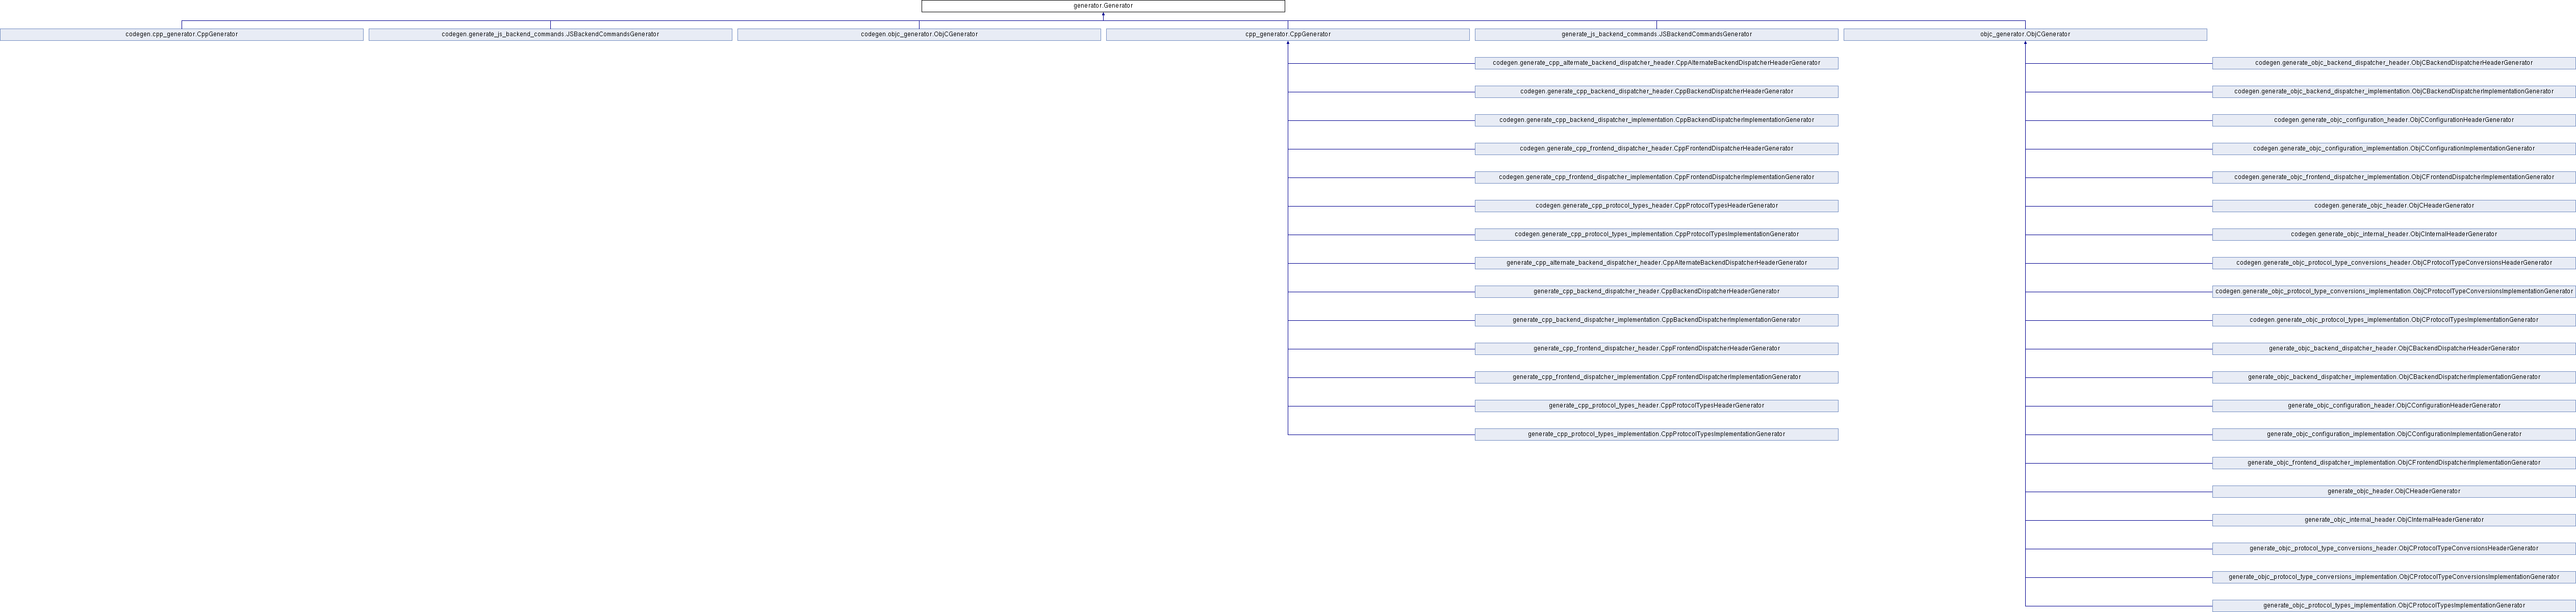 generator.Generator
codegen.cpp_generator.CppGenerator
codegen.generate_js_backend_commands.JSBackendCommandsGenerator
codegen.objc_generator.ObjCGenerator
cpp_generator.CppGenerator
generate_js_backend_commands.JSBackendCommandsGenerator
objc_generator.ObjCGenerator
codegen.generate_cpp_alternate_backend_dispatcher_header.CppAlternateBackendDispatcherHeaderGenerator
codegen.generate_cpp_backend_dispatcher_header.CppBackendDispatcherHeaderGenerator
codegen.generate_cpp_backend_dispatcher_implementation.CppBackendDispatcherImplementationGenerator
codegen.generate_cpp_frontend_dispatcher_header.CppFrontendDispatcherHeaderGenerator
codegen.generate_cpp_frontend_dispatcher_implementation.CppFrontendDispatcherImplementationGenerator
codegen.generate_cpp_protocol_types_header.CppProtocolTypesHeaderGenerator
codegen.generate_cpp_protocol_types_implementation.CppProtocolTypesImplementationGenerator
generate_cpp_alternate_backend_dispatcher_header.CppAlternateBackendDispatcherHeaderGenerator
generate_cpp_backend_dispatcher_header.CppBackendDispatcherHeaderGenerator
generate_cpp_backend_dispatcher_implementation.CppBackendDispatcherImplementationGenerator
generate_cpp_frontend_dispatcher_header.CppFrontendDispatcherHeaderGenerator
generate_cpp_frontend_dispatcher_implementation.CppFrontendDispatcherImplementationGenerator
generate_cpp_protocol_types_header.CppProtocolTypesHeaderGenerator
generate_cpp_protocol_types_implementation.CppProtocolTypesImplementationGenerator
codegen.generate_objc_backend_dispatcher_header.ObjCBackendDispatcherHeaderGenerator
codegen.generate_objc_backend_dispatcher_implementation.ObjCBackendDispatcherImplementationGenerator
codegen.generate_objc_configuration_header.ObjCConfigurationHeaderGenerator
codegen.generate_objc_configuration_implementation.ObjCConfigurationImplementationGenerator
codegen.generate_objc_frontend_dispatcher_implementation.ObjCFrontendDispatcherImplementationGenerator
codegen.generate_objc_header.ObjCHeaderGenerator
codegen.generate_objc_internal_header.ObjCInternalHeaderGenerator
codegen.generate_objc_protocol_type_conversions_header.ObjCProtocolTypeConversionsHeaderGenerator
codegen.generate_objc_protocol_type_conversions_implementation.ObjCProtocolTypeConversionsImplementationGenerator
codegen.generate_objc_protocol_types_implementation.ObjCProtocolTypesImplementationGenerator
generate_objc_backend_dispatcher_header.ObjCBackendDispatcherHeaderGenerator
generate_objc_backend_dispatcher_implementation.ObjCBackendDispatcherImplementationGenerator
generate_objc_configuration_header.ObjCConfigurationHeaderGenerator
generate_objc_configuration_implementation.ObjCConfigurationImplementationGenerator
generate_objc_frontend_dispatcher_implementation.ObjCFrontendDispatcherImplementationGenerator
generate_objc_header.ObjCHeaderGenerator
generate_objc_internal_header.ObjCInternalHeaderGenerator
generate_objc_protocol_type_conversions_header.ObjCProtocolTypeConversionsHeaderGenerator
generate_objc_protocol_type_conversions_implementation.ObjCProtocolTypeConversionsImplementationGenerator
generate_objc_protocol_types_implementation.ObjCProtocolTypesImplementationGenerator